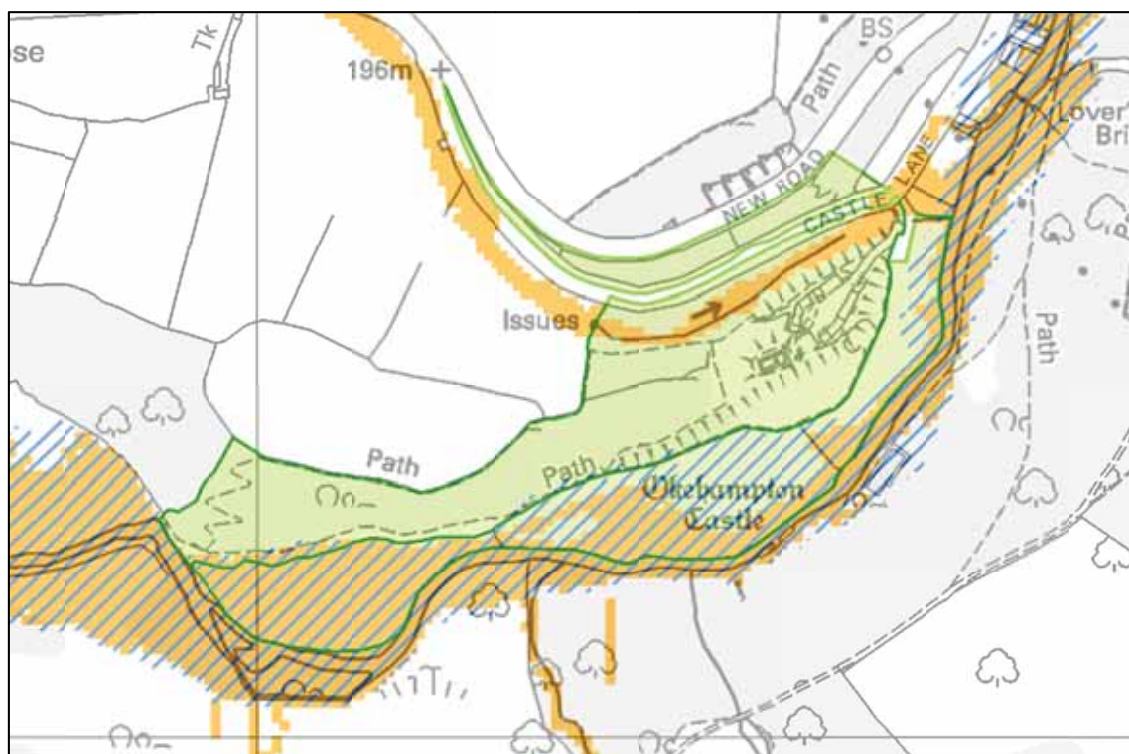 se
Tk
196m
BS
Path
Lover'
Bri
NEW ROAD
CASTLE LANE
Issues
Path
Path
Path
Okehampton
Castle